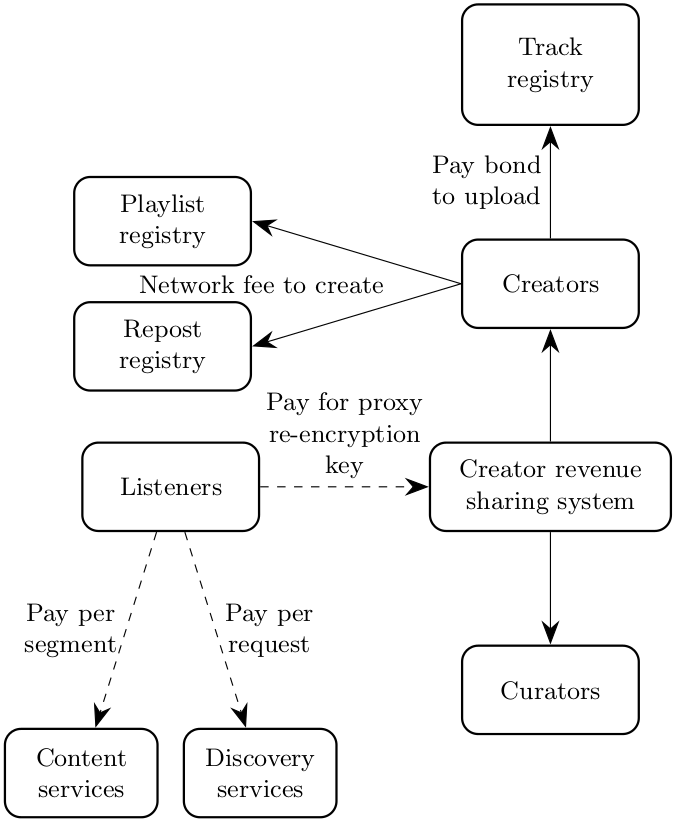 Track
registry
Pay bond
to upload
Playlist
registry
Network fee to create
Creators
Repost
registry
Pay for proxy
re-encryption
key
Listeners
Creator revenue
sharing system
Pay per
segment
Pay per
request
Curators
Content
services
Discovery
services